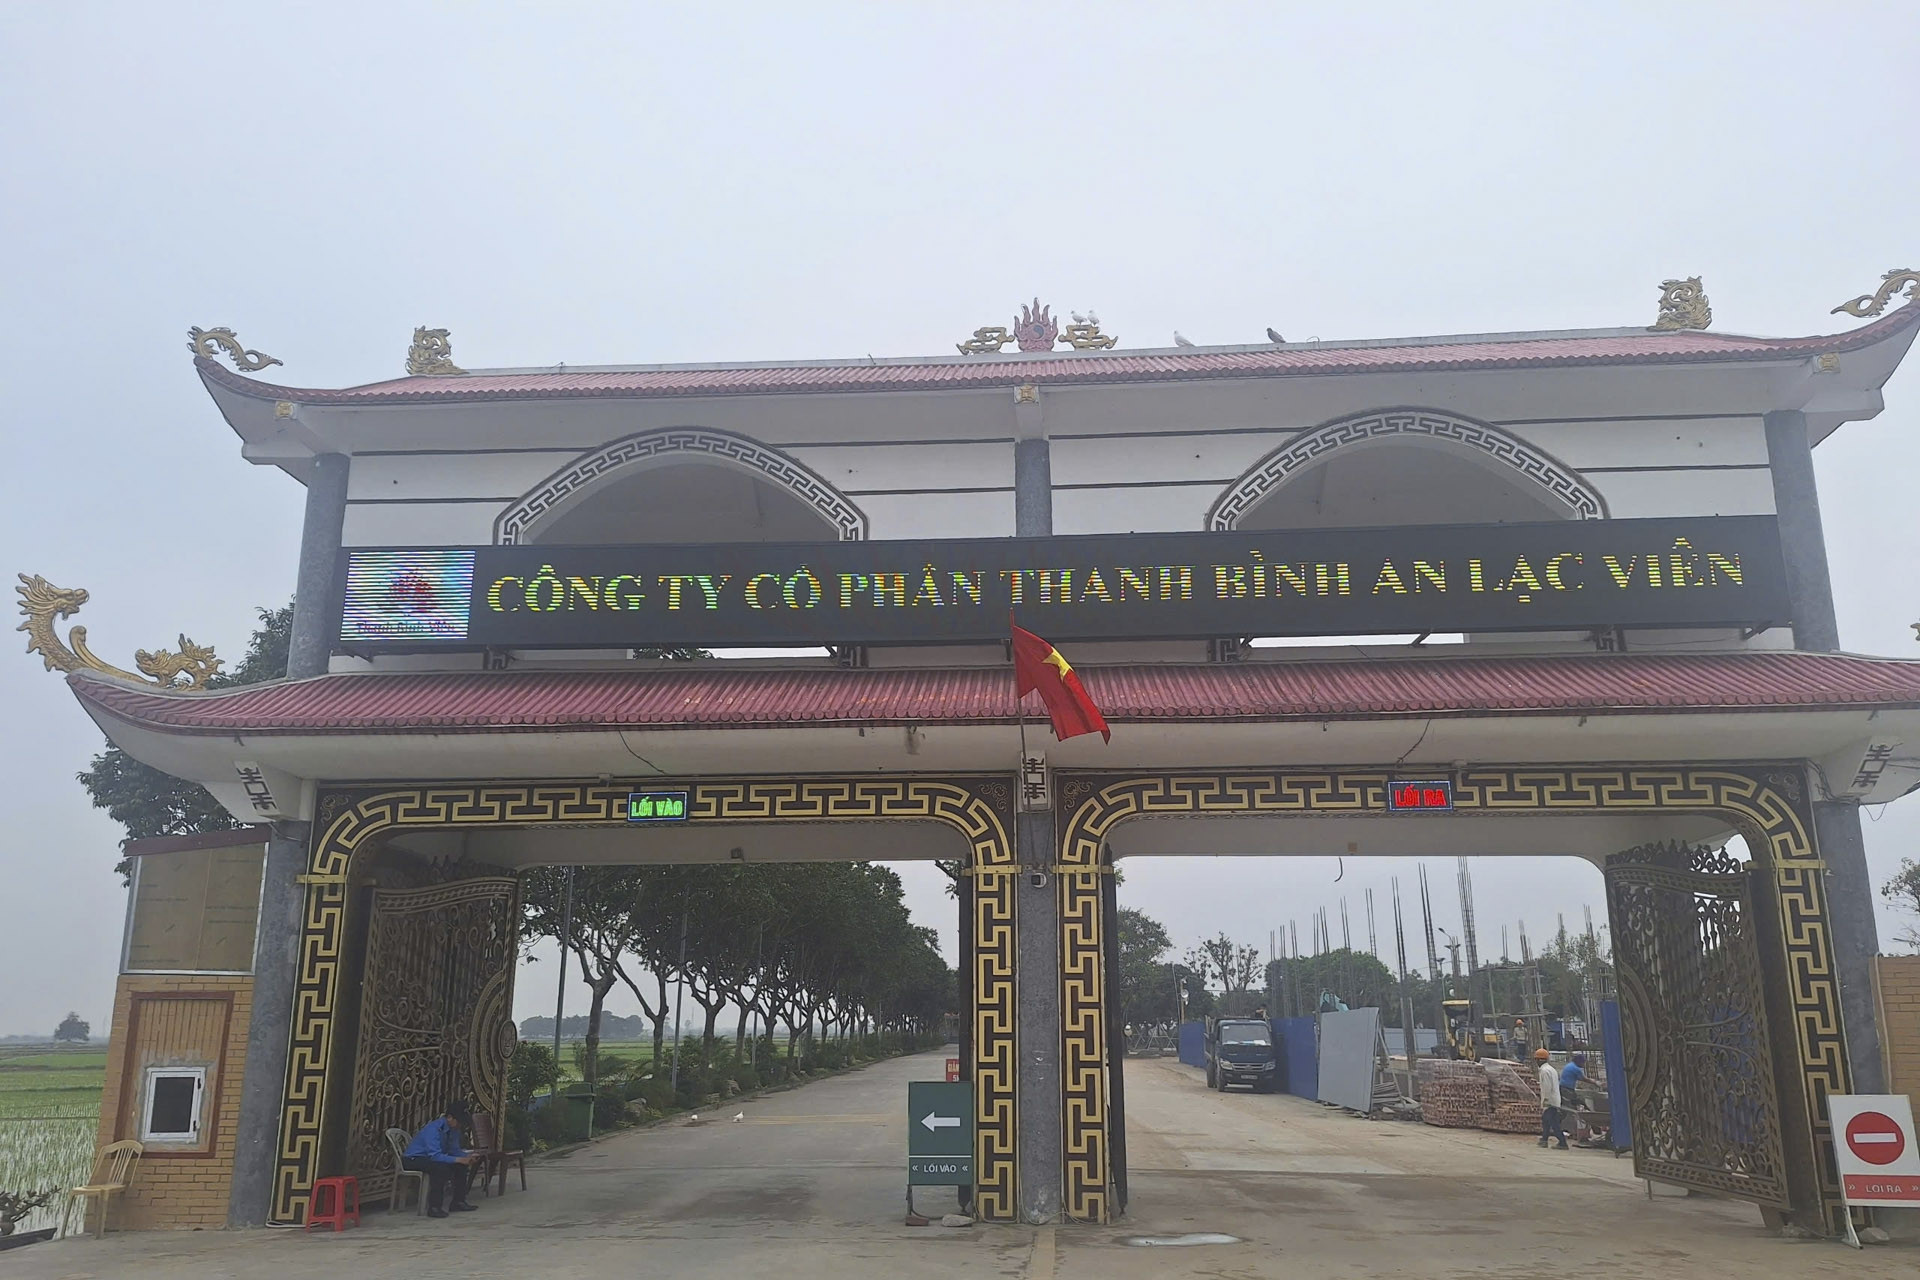 CÔNG TY CỔ PHẦN THANH BÌNH AN LẠC VIÊN
LỐI VÀO
LỐI RA
« LỐI VÀO «
» LỐI RA »